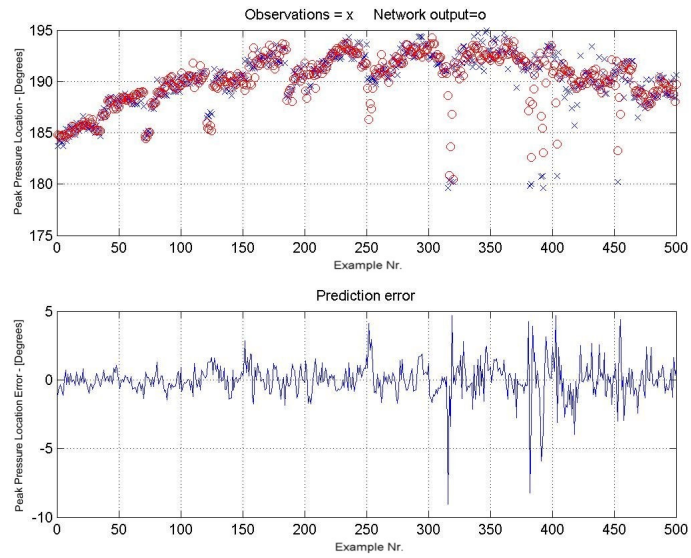 Observations = x Network output=o
Peak Pressure Location - [Degrees]
195
190
185
180
175
0 50 100 150 200 250 300 350 400 450 500
Example Nr.
Prediction error
Peak Pressure Location Error - [Degrees]
5
0
-5
-10
0 50 100 150 200 250 300 350 400 450 500
Example Nr.